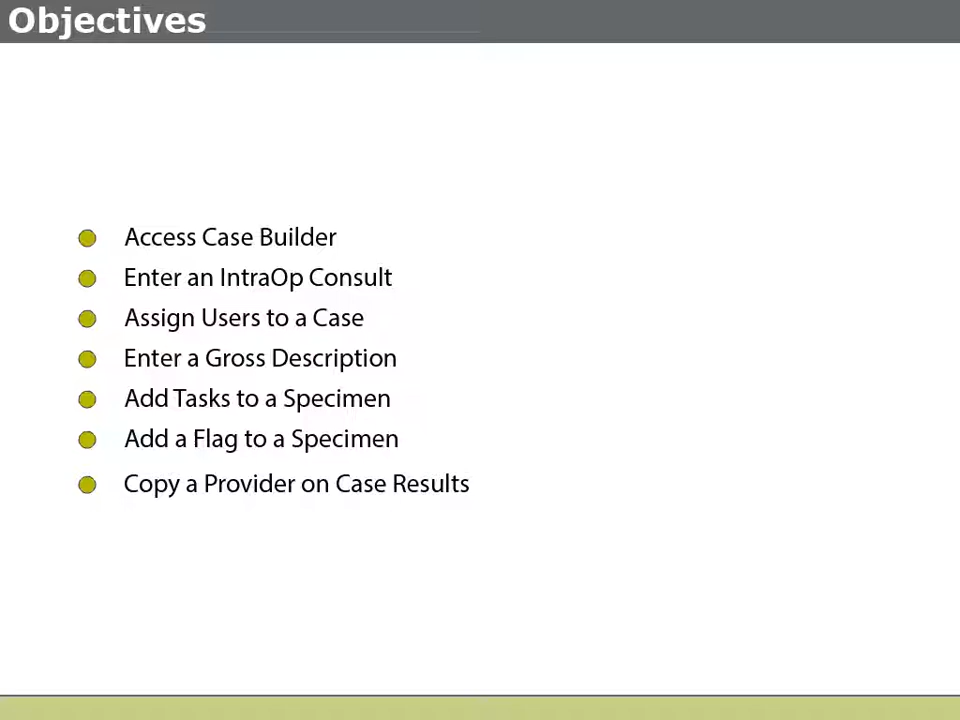 Objectives
Access Case Builder
Enter an IntraOp Consult
Assign Users to a Case
Enter a Gross Description
Add Tasks to a Specimen
Add a Flag to a Specimen
Copy a Provider on Case Results